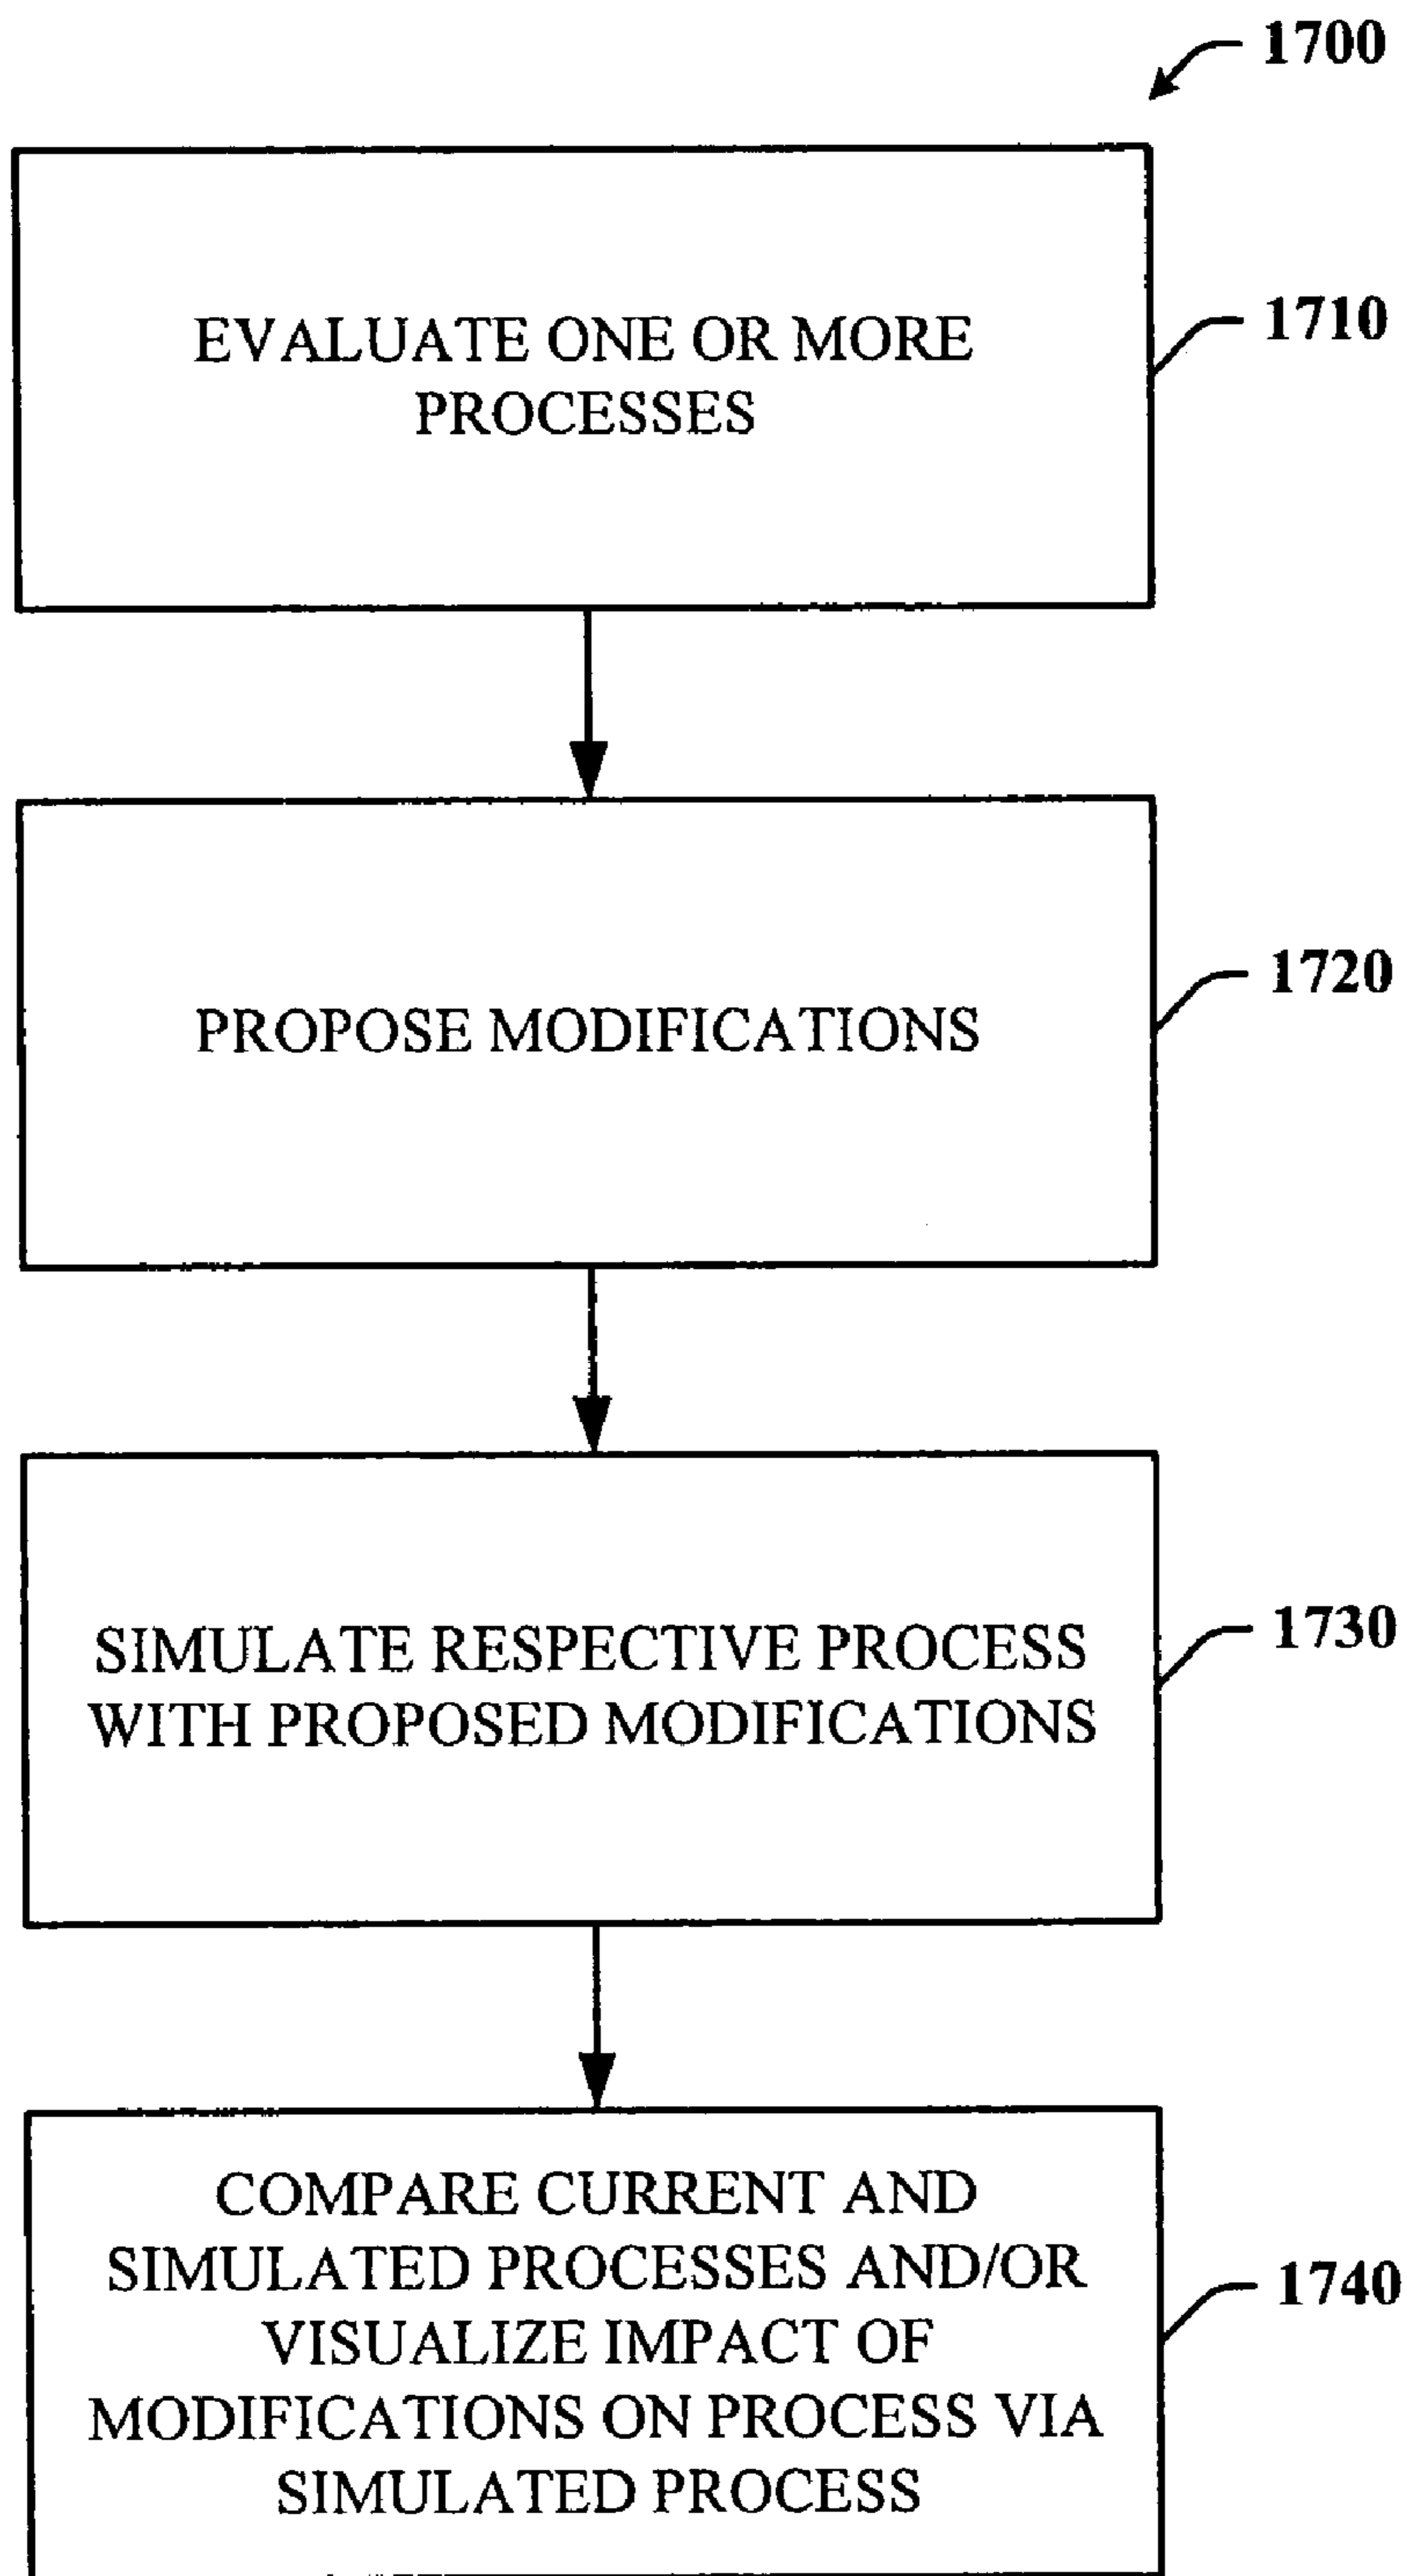 1700
EVALUATE ONE OR MORE
PROCESSES
1710
PROPOSE MODIFICATIONS
1720
SIMULATE RESPECTIVE PROCESS
WITH PROPOSED MODIFICATIONS
1730
COMPARE CURRENT AND
SIMULATED PROCESSES AND/OR
VISUALIZE IMPACT OF
MODIFICATIONS ON PROCESS VIA
SIMULATED PROCESS
1740